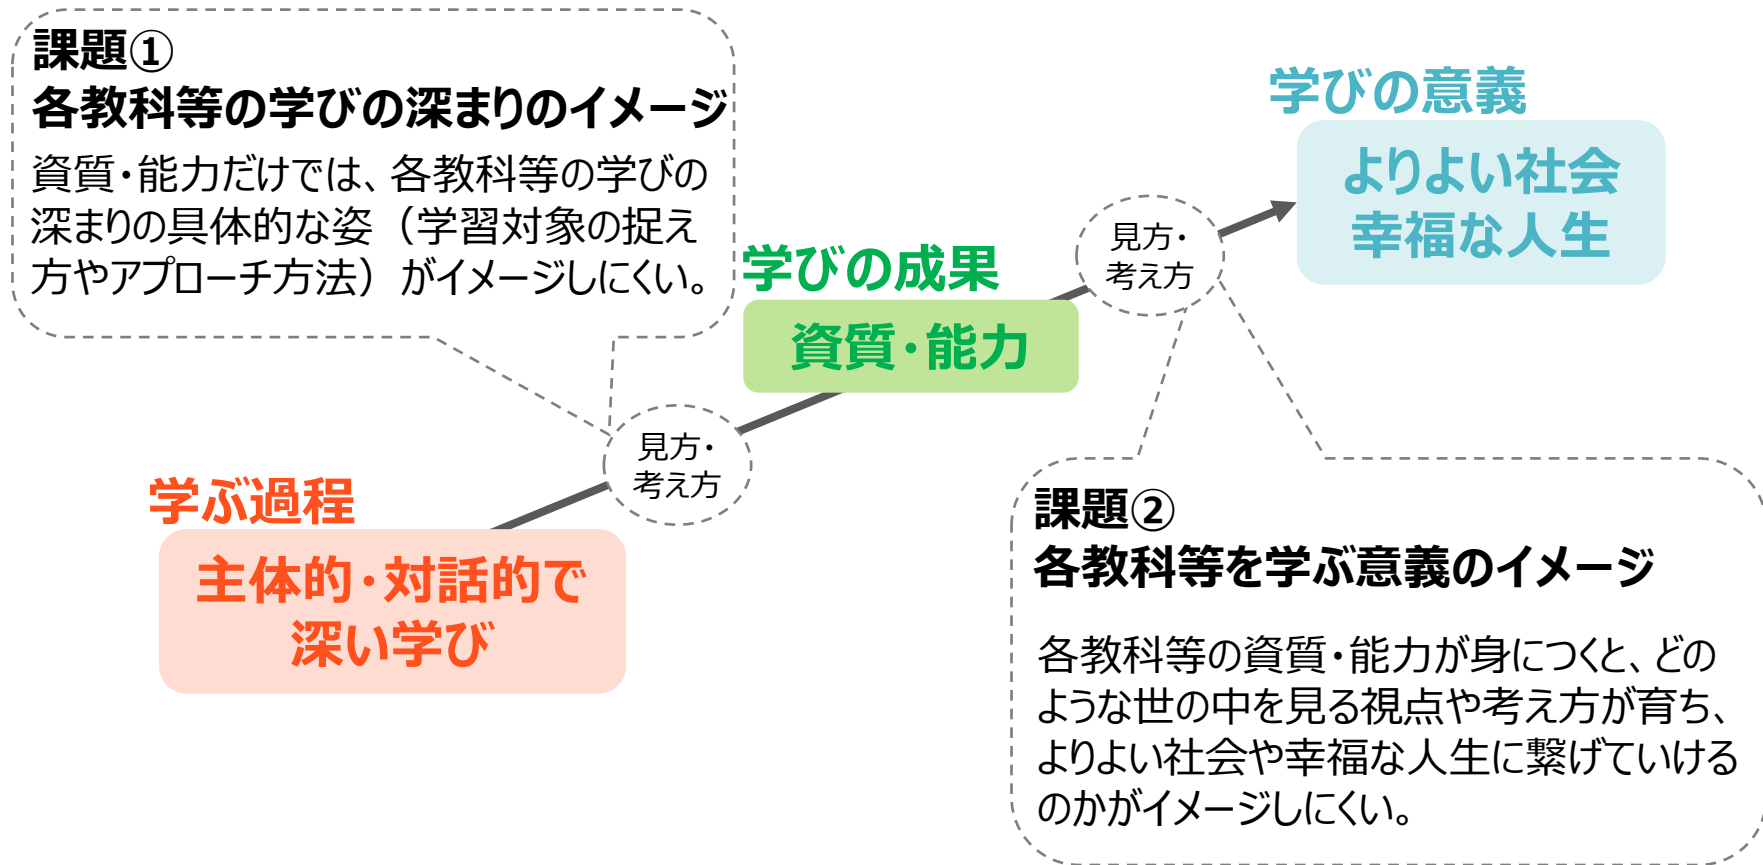 課題①
各教科等の学びの深まりのイメージ
資質・能力だけでは、各教科等の学びの
深まりの具体的な姿（学習対象の捉え
方やアプローチ方法）がイメージしにくい。
学びの意義
よりよい社会
幸福な人生
見方・
考え方
学びの成果
資質・能力
見方・
考え方
学ぶ過程
主体的・対話的で
深い学び
課題②
各教科等を学ぶ意義のイメージ
各教科等の資質・能力が身につくと、どの
ような世の中を見る視点や考え方が育ち、
よりよい社会や幸福な人生に繋げていける
のかがイメージしにくい。